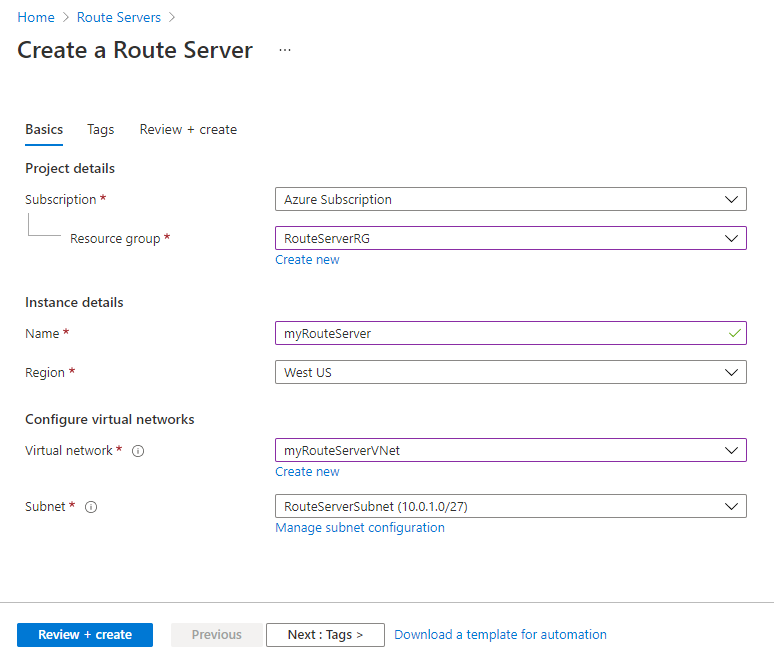 Home > Route Servers >
Create a Route Server ...
Basics Tags Review + create
Project details
Subscription * Azure Subscription
Resource group * RouteServerRG
Create new
Instance details
Name * myRouteServer
Region * West US
Configure virtual networks
Virtual network * myRouteServerVNet
Create new
Subnet * RouteServerSubnet (10.0.1.0/27)
Manage subnet configuration
Review + create Previous Next : Tags > Download a template for automation